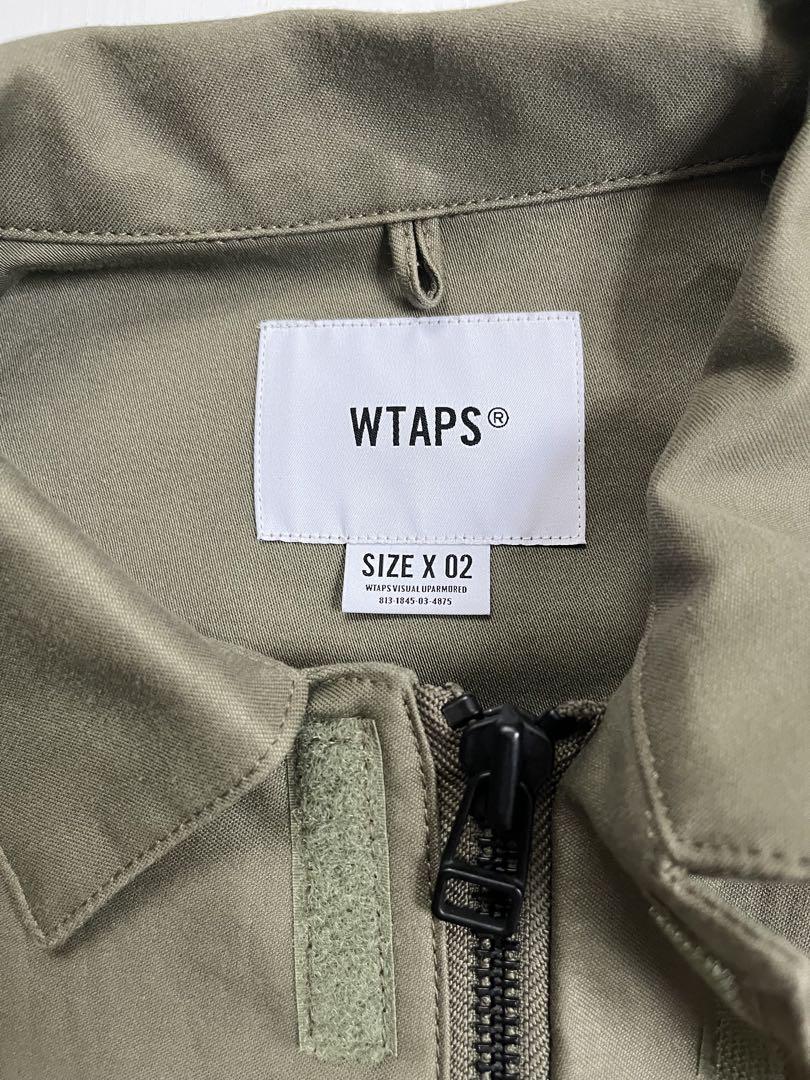 WTAPS®
SIZE X 02
WTAPS VISUAL UPARMORED
813-1845-03-4875